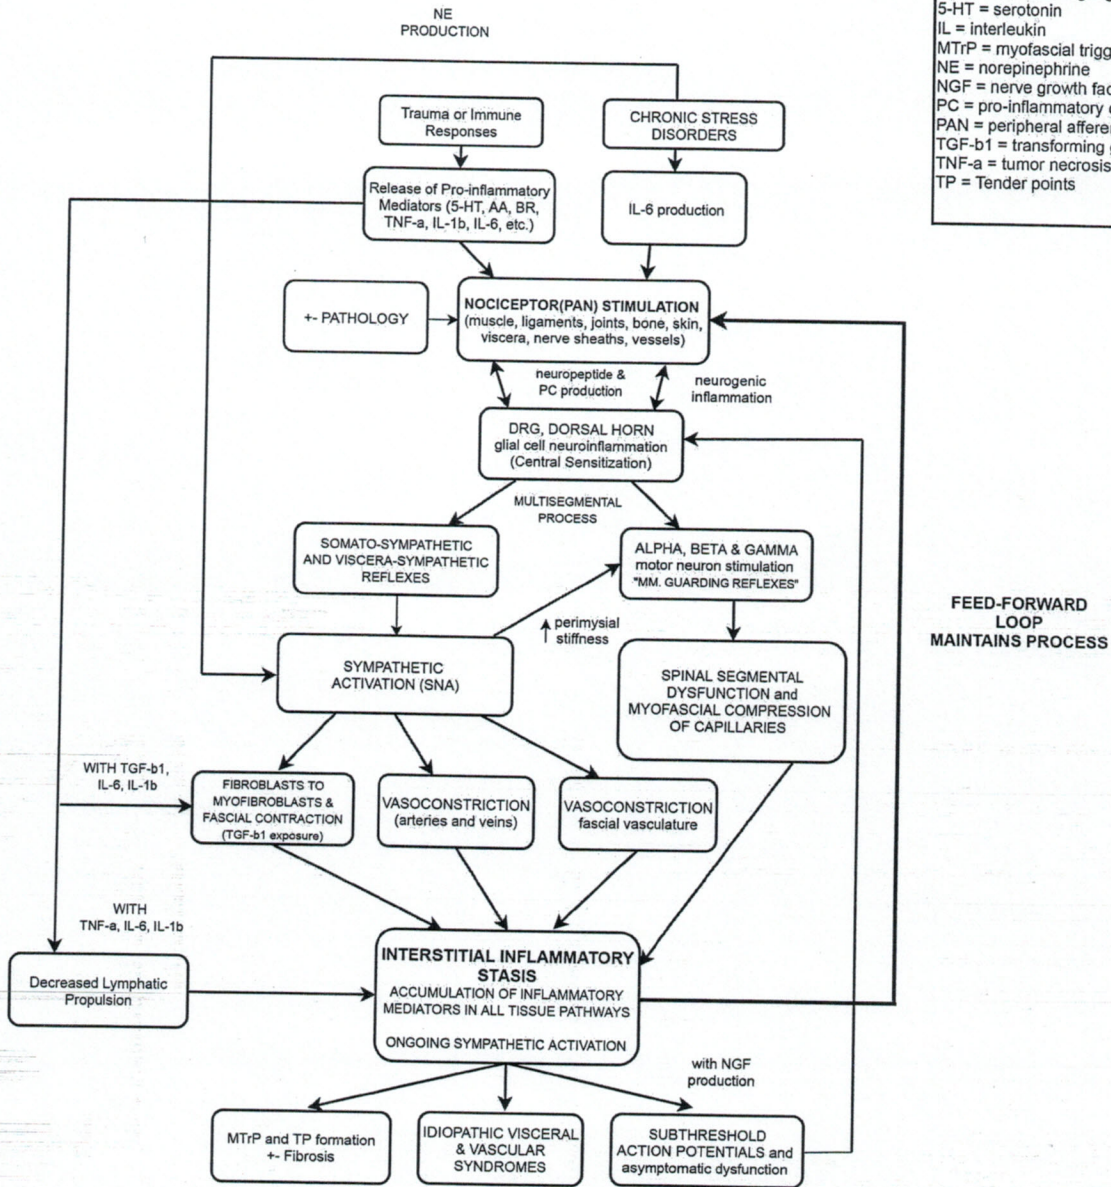 NE
PRODUCTION
5-HT = serotonin
IL = interleukin
MTrP = myofascial
NE = norepinephrine
NGF = nerve growth
PC = pro-inflammatory
PAN = peripheral
TGF-b1 = transforming
TNF-a = tumor necrosis
TP = Tender points
Trauma or Immune
Responses
CHRONIC STRESS
DISORDERS
Release of Pro-inflammatory
Mediators (5-HT, AA, BR,
TNF-a, IL-1b, IL-6, etc.)
IL-6 production
+- PATHOLOGY
NOCICEPTOR(PAN) STIMULATION
(muscle, ligaments, joints, bone, skin,
viscera, nerve sheaths, vessels)
neuropeptide &
PC production
neurogenic
inflammation
DRG, DORSAL HORN
glial cell neuroinflammation
(Central Sensitization)
MULTISEGMENTAL
PROCESS
SOMATO-SYMPATHETIC
AND VISCERA-SYMPATHETIC
REFLEXES
ALPHA, BETA & GAMMA
motor neuron stimulation
"MM. GUARDING REFLEXES"
↑ perimysial
stiffness
FEED-FORWARD
LOOP
MAINTAINS PROCESS
SYMPATHETIC
ACTIVATION (SNA)
SPINAL SEGMENTAL
DYSFUNCTION and
MYOFASCIAL COMPRESSION
OF CAPILLARIES
WITH TGF-b1,
IL-6, IL-1b
FIBROBLASTS TO
MYOFIBROBLASTS &
FASCIAL CONTRACTION
(TGF-b1 exposure)
VASOCONSTRICTION
(arteries and veins)
VASOCONSTRICTION
fascial vasculature
WITH
TNF-a, IL-6, IL-1b
Decreased Lymphatic
Propulsion
INTERSTITIAL INFLAMMATORY
STASIS
ACCUMULATION OF INFLAMMATORY
MEDIATORS IN ALL TISSUE PATHWAYS
ONGOING SYMPATHETIC ACTIVATION
with NGF
production
MTrP and TP formation
+- Fibrosis
IDIOPATHIC VISCERAL
& VASCULAR
SYNDROMES
SUBTHRESHOLD
ACTION POTENTIALS and
asymptomatic dysfunction